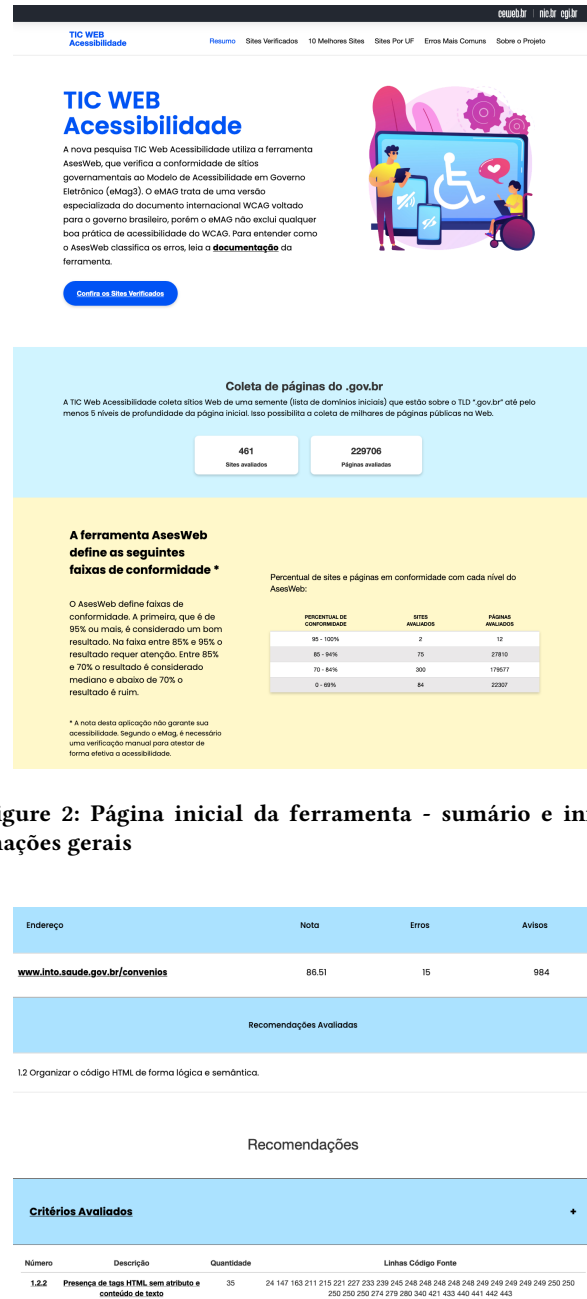 ceweb.br nic.br cgi.br
TIC WEB
Acessibilidade
Resumo Sites Verificados 10 Melhores Sites Sites Por UF Erros Mais Comuns Sobre o Projeto
TIC WEB
Acessibilidade
A nova pesquisa TIC Web Acessibilidade utiliza a ferramenta
AsesWeb, que verifica a conformidade de sítios
governamentais ao Modelo de Acessibilidade em Governo
Eletrônico (eMag3). O eMAG trata de uma versão
especializada do documento internacional WCAG voltado
para o governo brasileiro, porém o eMAG não exclui qualquer
boa prática de acessibilidade do WCAG. Para entender como
o AsesWeb classifica os erros, leia a documentação da
ferramenta.
Confira os Sites Verificados
Coleta de páginas do .gov.br
A TIC Web Acessibilidade coleta sítios Web de uma semente (lista de domínios iniciais) que estão sobre o TLD ".gov.br" até pelo
menos 5 níveis de profundidade da página inicial. Isso possibilita a coleta de milhares de páginas públicas na Web.
461 229706
Sites avaliados Páginas avaliadas
A ferramenta AsesWeb
define as seguintes
faixas de conformidade *
O AsesWeb define faixas de
conformidade. A primeira, que é de
95% ou mais, é considerado um bom
resultado. Na faixa entre 85% e 95% o
resultado requer atenção. Entre 85%
e 70% o resultado é considerado
mediano e abaixo de 70% o
resultado é ruim.
* A nota desta aplicação não garante sua
acessibilidade. Segundo o eMag, é necessário
uma verificação manual para atestar de
forma efetiva a acessibilidade.
Percentual de sites e páginas em conformidade com cada nível do
AsesWeb:
PERCENTUAL DE SITES PÁGINAS
CONFORMIDADE AVALIADOS AVALIADAS
95 - 100% 2 12
85 - 94% 75 27810
70 - 84% 300 179577
0 - 69% 84 22307
igure 2: Página inicial da ferramenta - sumário e in
nações gerais
Endereço Nota Erros Avisos
www.into.saude.gov.br/convenios 86.51 15 984
Recomendações Avaliadas
1.2 Organizar o código HTML de forma lógica e semântica.
Recomendações
Critérios Avaliados +
Número Descrição Quantidade Linhas Código Fonte
1.2.2 Presença de tags HTML sem atributo e 35 24 147 163 211 215 221 227 233 239 245 248 248 248 248 248 249 249 249 249 249 250 250
conteúdo de texto 250 250 250 274 279 280 340 421 433 440 441 442 443